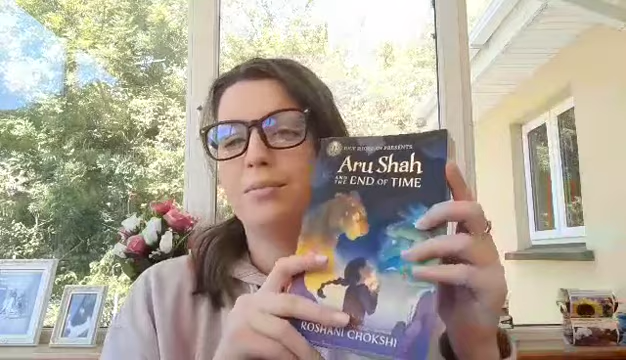 RICK RIORDAN PRESENTS
Aru Shah
AND THE END OF TIME
ROSHANI CHOKSHI